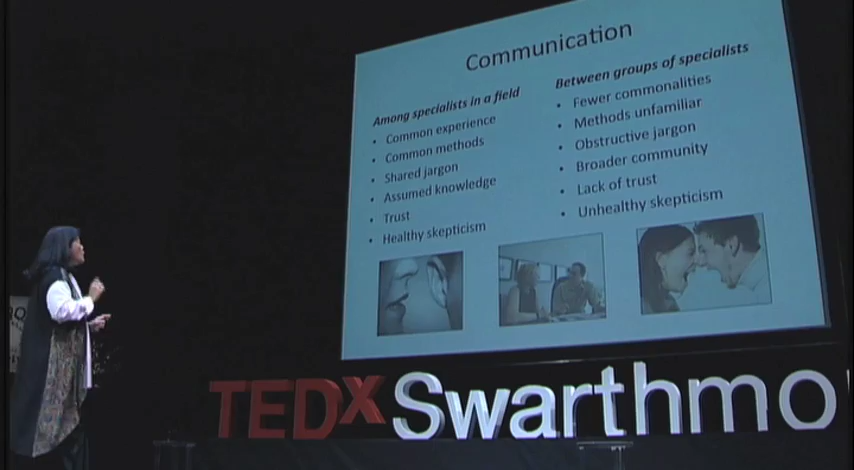 Communication
Among specialists in a field
• Common experience
• Common methods
• Shared jargon
• Assumed knowledge
• Trust
• Healthy skepticism
Between groups of specialists
• Fewer commonalities
• Methods unfamiliar
• Obstructive jargon
• Broader community
• Lack of trust
• Unhealthy skepticism
TEDxSwarthmo